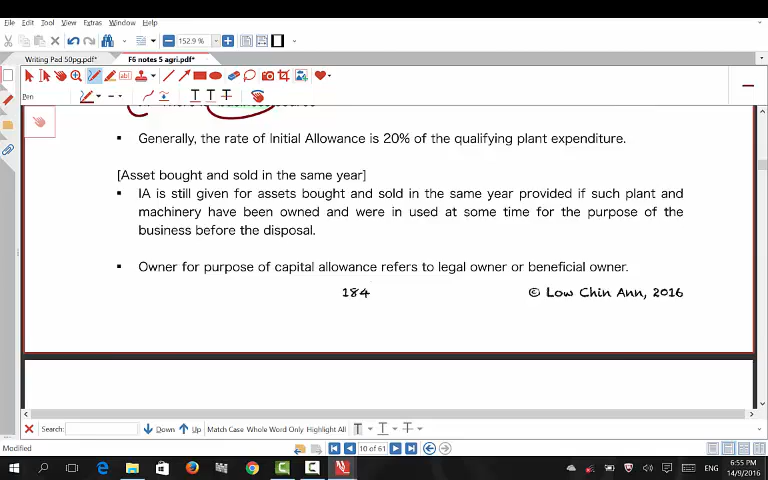 File Edit Tool View Extras Window Help
152.9 %
Writing Pad 50pg.pdf*
F6 notes 5 agri.pdf*
Pen
Generally, the rate of Initial Allowance is 20% of the qualifying plant expenditure.
[Asset bought and sold in the same year]
IA is still given for assets bought and sold in the same year provided if such plant and
machinery have been owned and were in used at some time for the purpose of the
business before the disposal.
Owner for purpose of capital allowance refers to legal owner or beneficial owner.
184
© Low Chin Ann, 2016
Search: Down Up Match Case Whole Word Only Highlight All
Modified
10 of 61
ENG
6:55 PM
14/9/2016